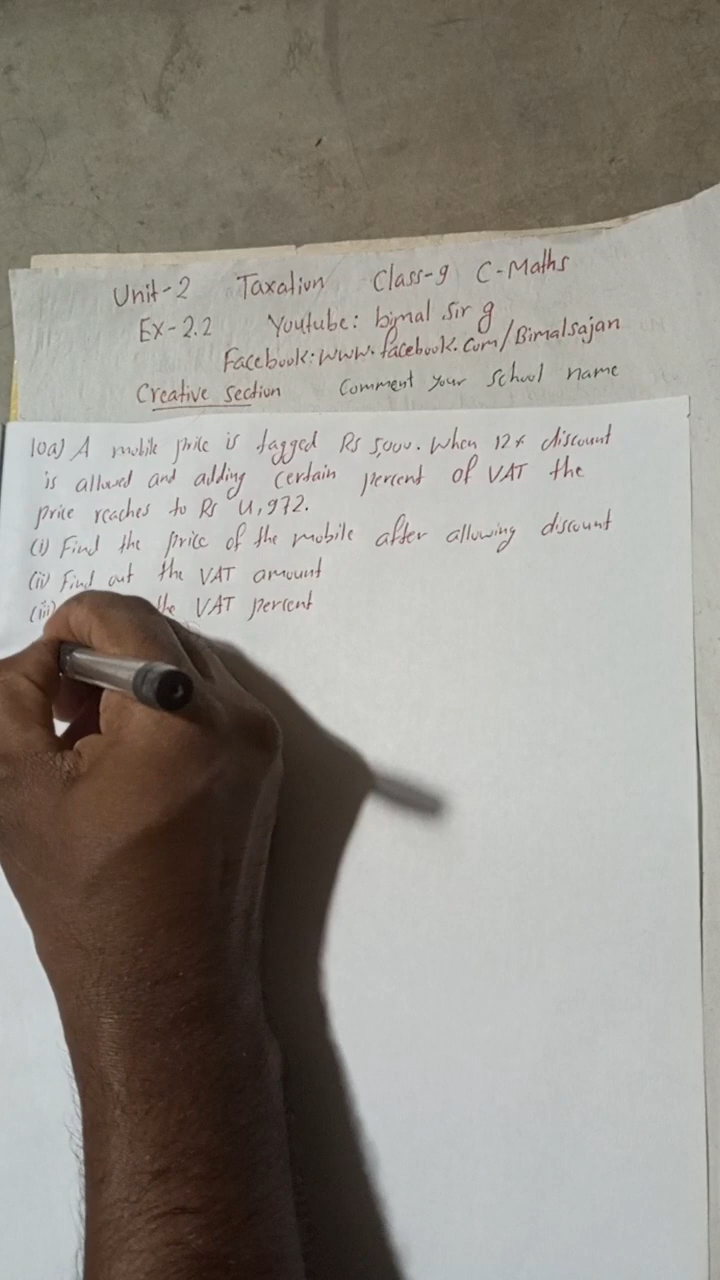 Unit-2 Taxation Class-9 C-Maths
Ex-2.2 Youtube: bimal sir g
Facebook: www.facebook.com/Bimalsajan
Creative section Comment your school name
10a) A mobile price is tagged Rs 5000. When 12% discount
is allowed and adding certain percent of VAT the
price reaches to Rs 4,972.
(i) Find the price of the mobile after allowing discount
(ii) Find out the VAT amount
(iii) the VAT percent